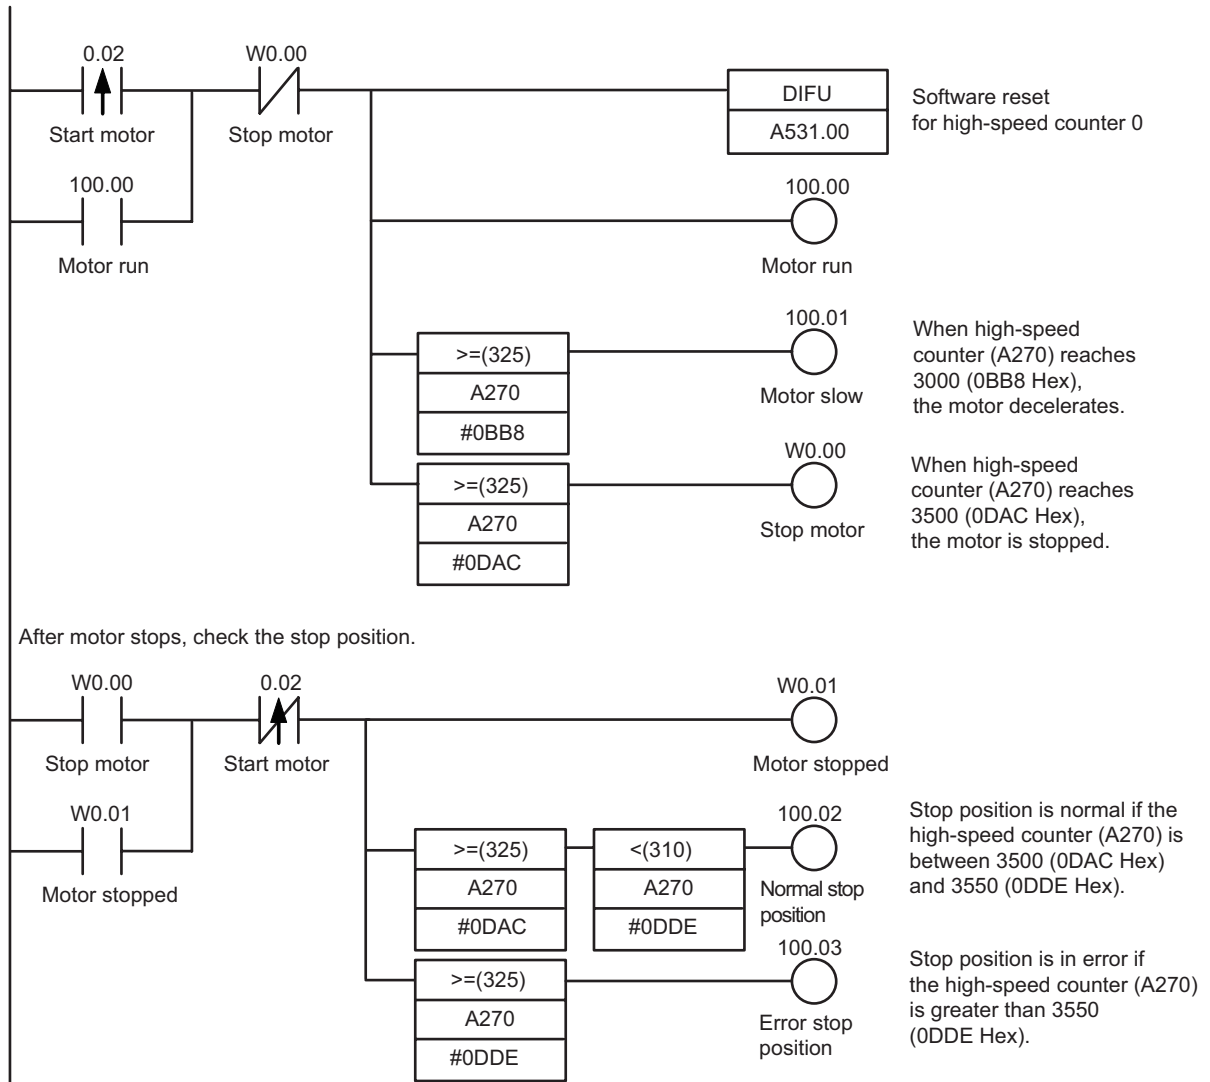 0.02
W0.00
Start motor
Stop motor
DIFU
A531.00
Software reset
for high-speed counter 0
100.00
Motor run
100.00
Motor run
>=(325)
A270
#0BB8
100.01
Motor slow
When high-speed
counter (A270) reaches
3000 (0BB8 Hex),
the motor decelerates.
>=(325)
A270
#0DAC
W0.00
Stop motor
When high-speed
counter (A270) reaches
3500 (0DAC Hex),
the motor is stopped.
After motor stops, check the stop position.
W0.00
Stop motor
0.02
Start motor
W0.01
Motor stopped
W0.01
Motor stopped
>=(325)
A270
#0DAC
<(310)
A270
#0DDE
100.02
Normal stop
position
Stop position is normal if the
high-speed counter (A270) is
between 3500 (0DAC Hex)
and 3550 (0DDE Hex).
>=(325)
A270
#0DDE
100.03
Error stop
position
Stop position is in error if
the high-speed counter (A270)
is greater than 3550
(0DDE Hex).